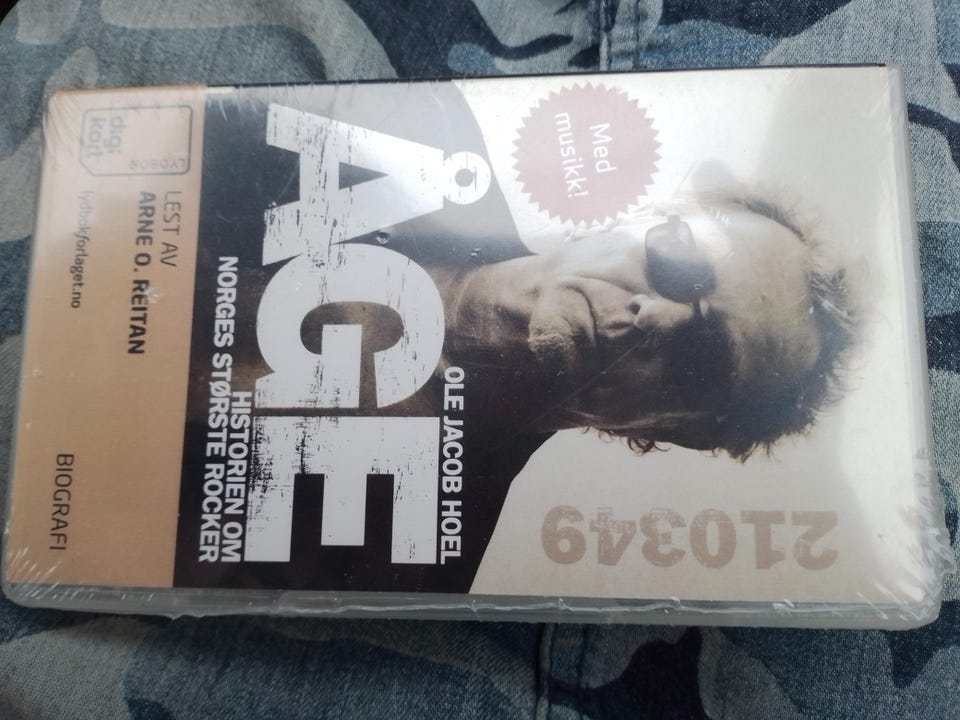 210349
Med
musikk!
OLE JACOB HOEL
ÅGE
HISTORIEN OM
NORGES STØRSTE ROCKER
LYDBOK
digi
kort
LEST AV
ARNE O. REITAN
lydbokforlaget.no
BIOGRAFI